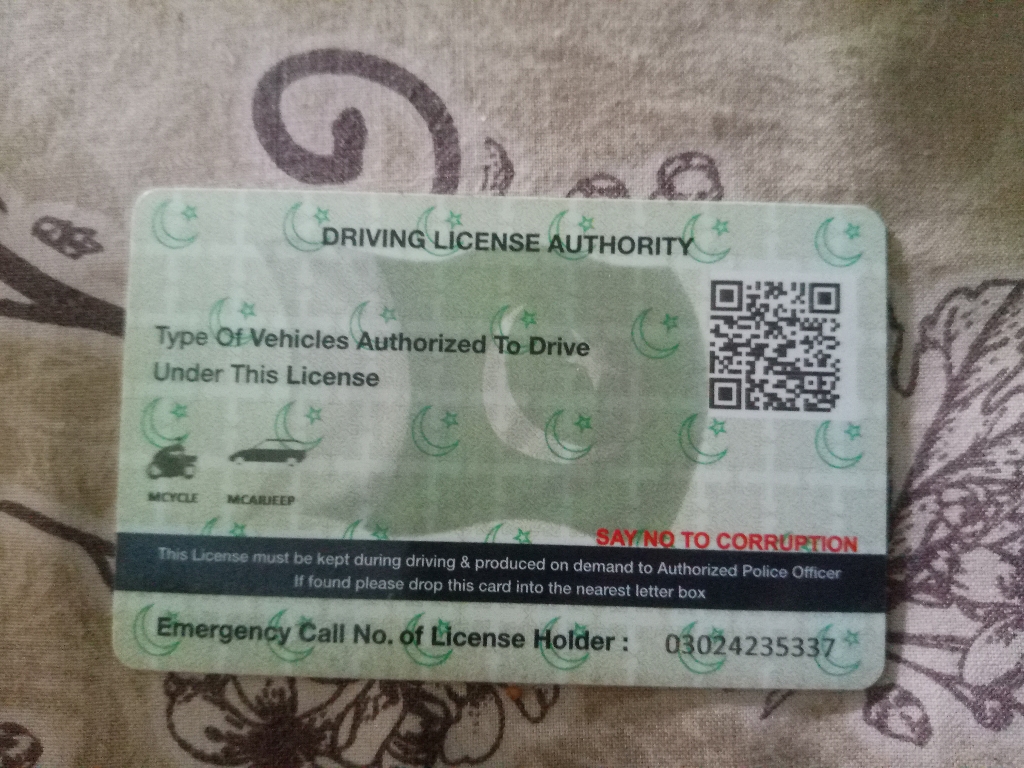 DRIVING LICENSE AUTHORITY
Type Of Vehicles Authorized To Drive
Under This License
MCYCLE MCAR/JEEP
SAY NO TO CORRUPTION
This License must be kept during driving & produced on demand to Authorized Police Officer
If found please drop this card into the nearest letter box
Emergency Call No. of License Holder : 03024235337